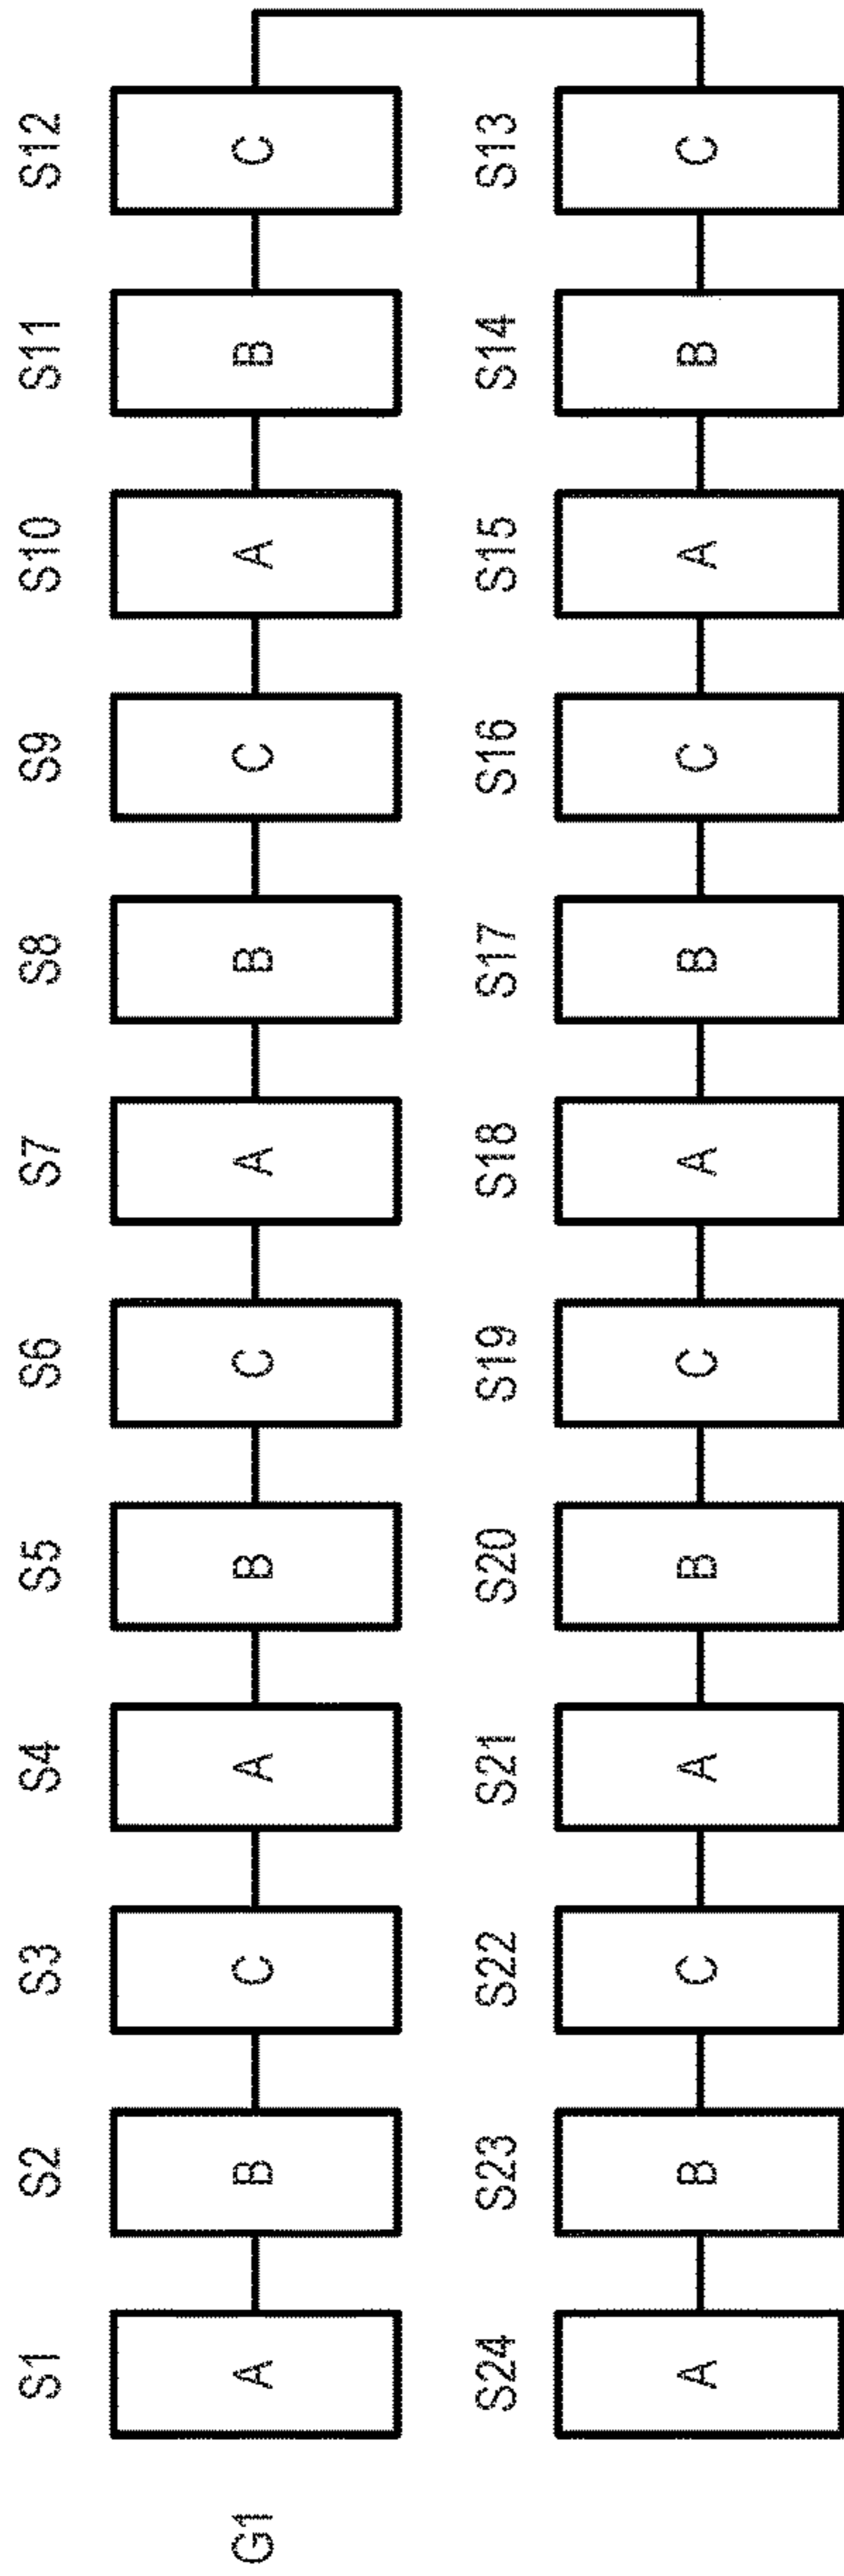 S1 S2 S3 S4 S5 S6 S7 S8 S9 S10 S11 S12
G1 A B C A B C A B C A B C
S24 S23 S22 S21 S20 S19 S18 S17 S16 S15 S14 S13
A B C A B C A B C A B C